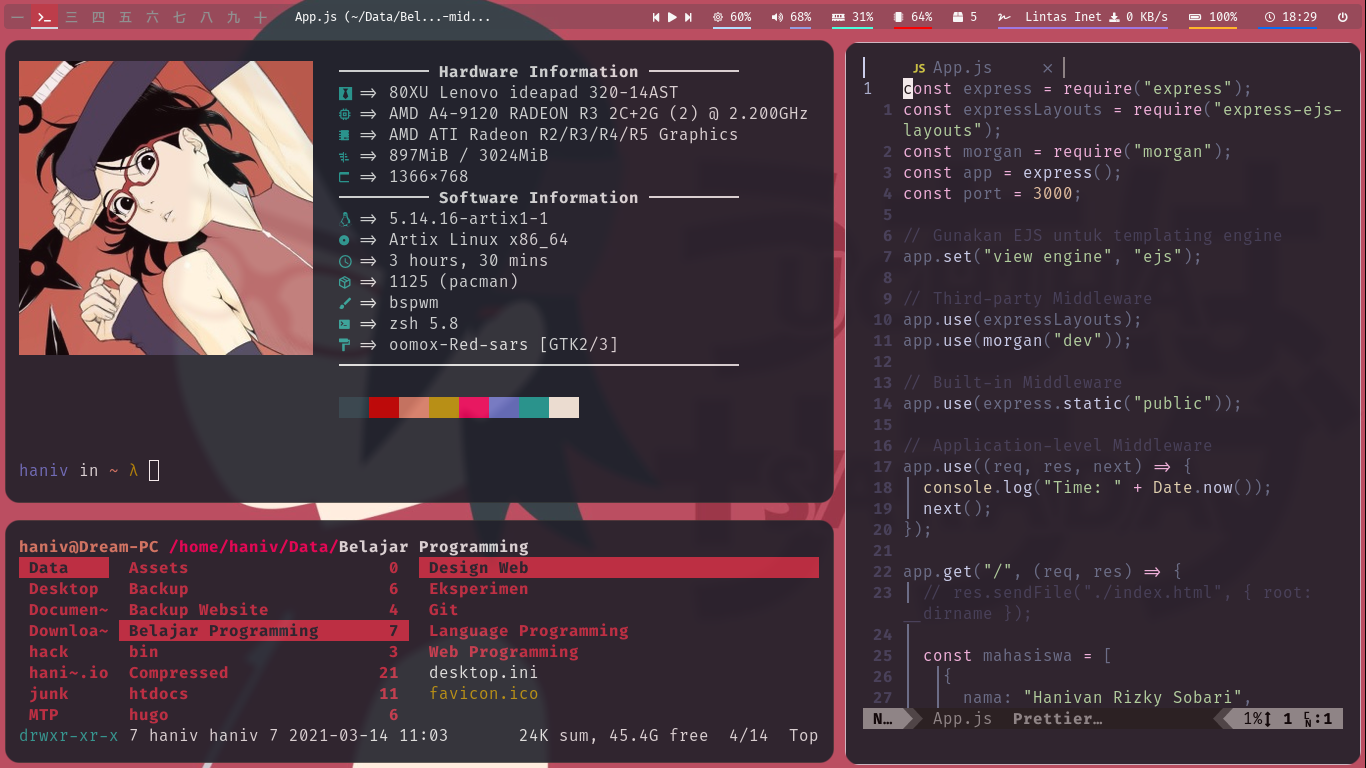 一 三 四 五 六 七 八 九 十 App.js (~/Data/Bel...-mid... 60% 68% 31% 64% 5 Lintas Inet 0 KB/s 100% 18:29
Hardware Information
=> 80XU Lenovo ideapad 320-14AST
=> AMD A4-9120 RADEON R3 2C+2G (2) @ 2.200GHz
=> AMD ATI Radeon R2/R3/R4/R5 Graphics
=> 897MiB / 3024MiB
=> 1366×768
Software Information
=> 5.14.16-artix1-1
=> Artix Linux x86_64
=> 3 hours, 30 mins
=> 1125 (pacman)
=> bspwm
=> zsh 5.8
=> oomox-Red-sars [GTK2/3]
haniv in ~ λ
haniv@Dream-PC /home/haniv/Data/Belajar Programming
Data Assets 0 Design Web
Desktop Backup 6 Eksperimen
Documen~ Backup Website 4 Git
Downloa~ Belajar Programming 7 Language Programming
hack bin 3 Web Programming
hani~.io Compressed 21 desktop.ini
junk htdocs 11 favicon.ico
MTP hugo 6
drwxr-xr-x 7 haniv haniv 7 2021-03-14 11:03 24K sum, 45.4G free 4/14 Top
JS App.js ×
1 const express = require("express");
1 const expressLayouts = require("express-ejs-
layouts");
2 const morgan = require("morgan");
3 const app = express();
4 const port = 3000;
5
6 // Gunakan EJS untuk templating engine
7 app.set("view engine", "ejs");
8
9 // Third-party Middleware
10 app.use(expressLayouts);
11 app.use(morgan("dev"));
12
13 // Built-in Middleware
14 app.use(express.static("public"));
15
16 // Application-level Middleware
17 app.use((req, res, next) => {
18 console.log("Time: " + Date.now());
19 next();
20 });
21
22 app.get("/", (req, res) => {
23 // res.sendFile("./index.html", { root:
__dirname });
24
25 const mahasiswa = [
26 {
27 nama: "Hanivan Rizky Sobari",
N… App.js Prettier… 1% 1 :1